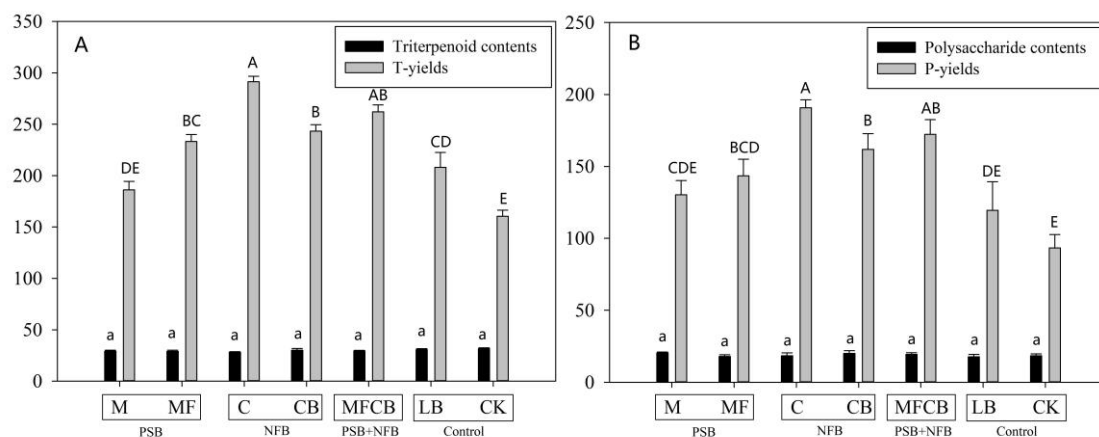 A
Triterpenoid contents
T-yields
350
300
250
200
150
100
50
0
DE
BC
A
B
AB
CD
E
a a a a a a a
M MF C CB MFCB LB CK
PSB NFB PSB+NFB Control
B
Polysaccharide contents
P-yields
250
200
150
100
50
0
CDE
BCD
A
B
AB
DE
E
a a a a a a a
M MF C CB MFCB LB CK
PSB NFB PSB+NFB Control